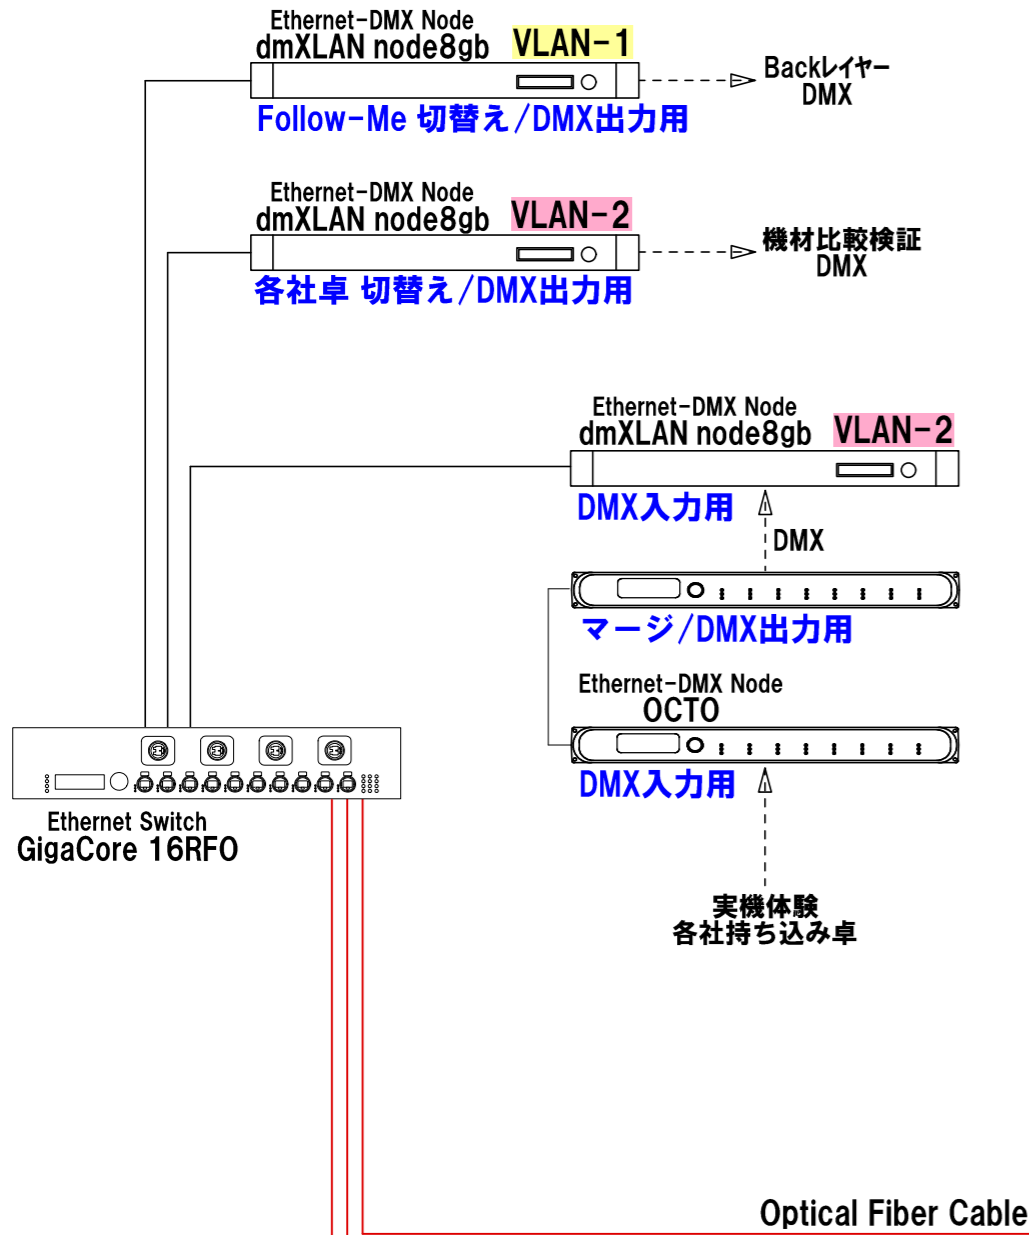 Ethernet-DMX Node
dmXLAN node8gb VLAN-1
Backレイヤー
DMX
Follow-Me 切替え/DMX出力用
Ethernet-DMX Node
dmXLAN node8gb VLAN-2
機材比較検証
DMX
各社卓 切替え/DMX出力用
Ethernet-DMX Node
dmXLAN node8gb VLAN-2
DMX入力用
DMX
マージ/DMX出力用
Ethernet-DMX Node
OCTO
DMX入力用
Ethernet Switch
GigaCore 16RFO
実機体験
各社持ち込み卓
Optical Fiber Cable